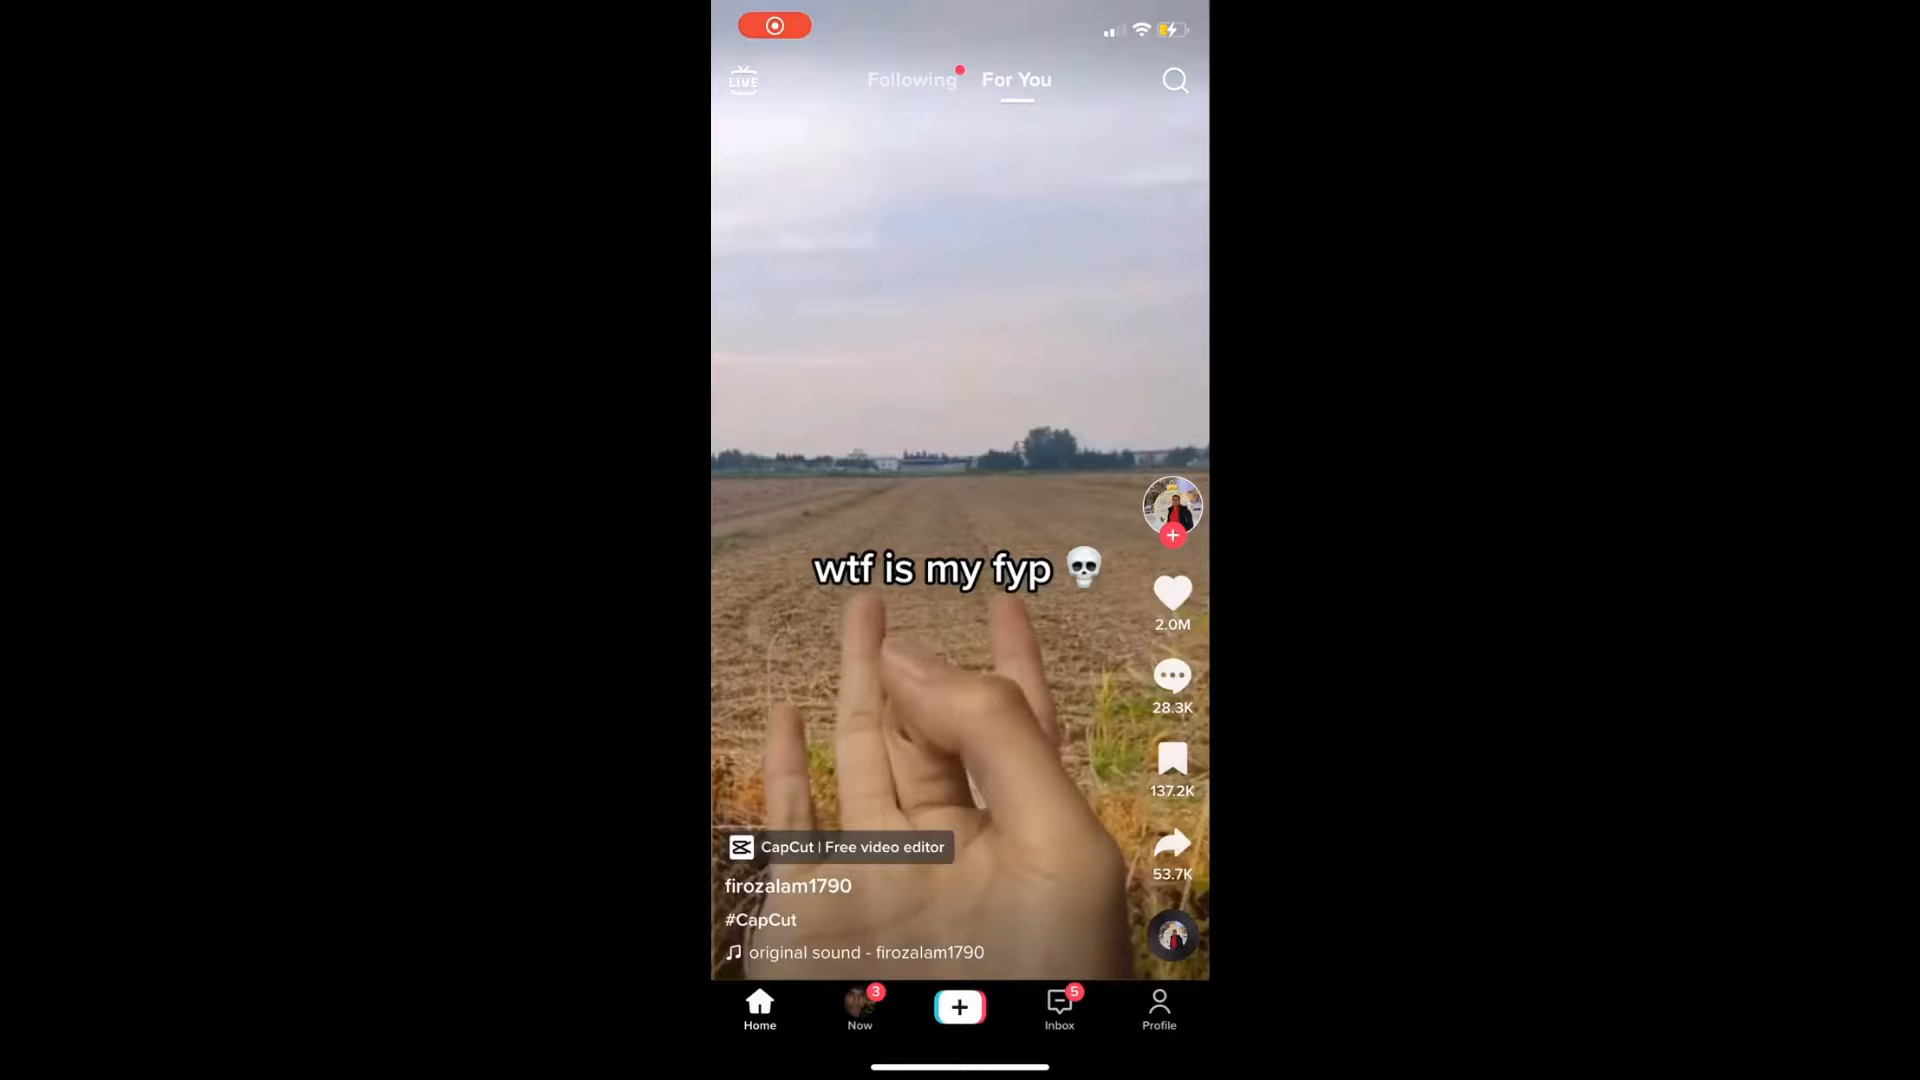 LIVE
Following
For You
wtf is my fyp 💀
2.0M
28.3K
137.2K
53.7K
CapCut | Free video editor
firozalam1790
#CapCut
original sound - firozalam1790
3
5
Home
Now
Inbox
Profile